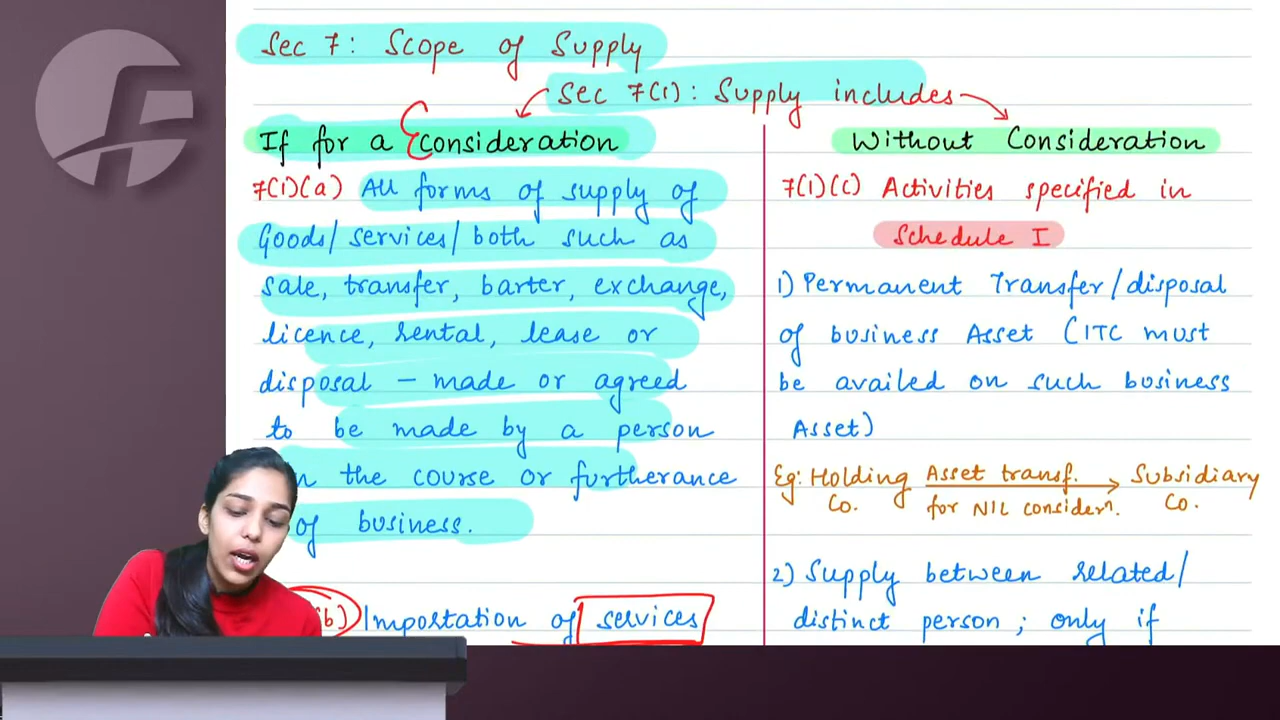 Sec 7: Scope of Supply
Sec 7(1): Supply includes
If for a consideration
7(1)(a) All forms of supply of
Goods/services/both such as
sale, transfer, barter, exchange,
licence, rental, lease or
disposal – made or agreed
to be made by a person
the course or furtherance
of business.
b) Importation of services
Without Consideration
7(1)(c) Activities specified in
Schedule I
1) Permanent Transfer/disposal
of business Asset (ITC must
be availed on such business
Asset)
Eg: Holding Co. Asset transf. for NIL consider^n. Subsidiary Co.
2) Supply between related/
distinct person; only if